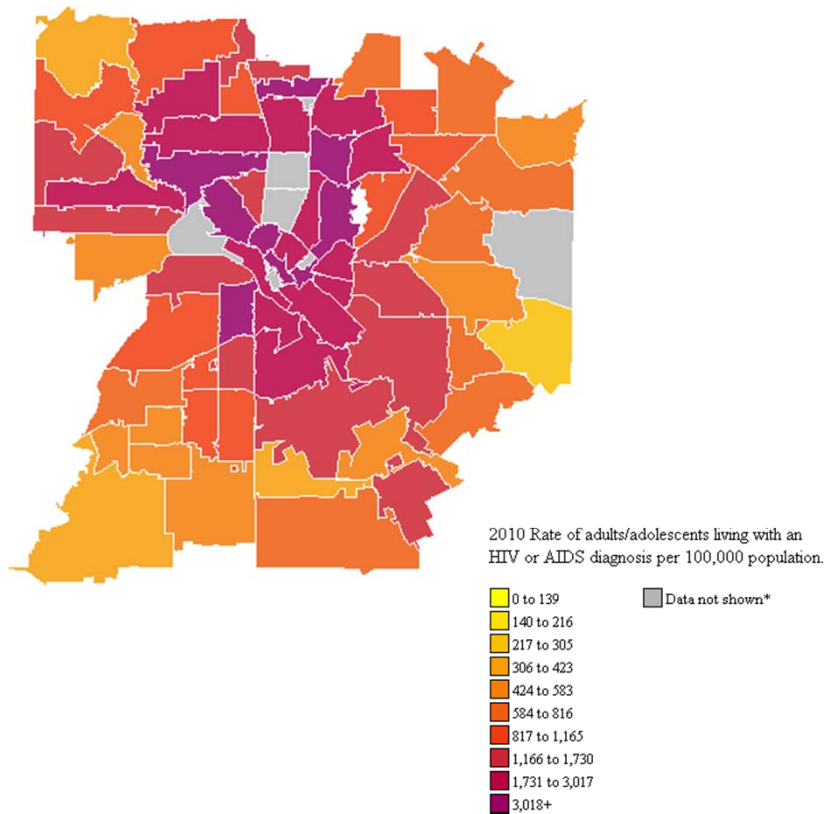 2010 Rate of adults/adolescents living with an
HIV or AIDS diagnosis per 100,000 population.
0 to 139
Data not shown*
140 to 216
217 to 305
306 to 423
424 to 583
584 to 816
817 to 1,165
1,166 to 1,730
1,731 to 3,017
3,018+